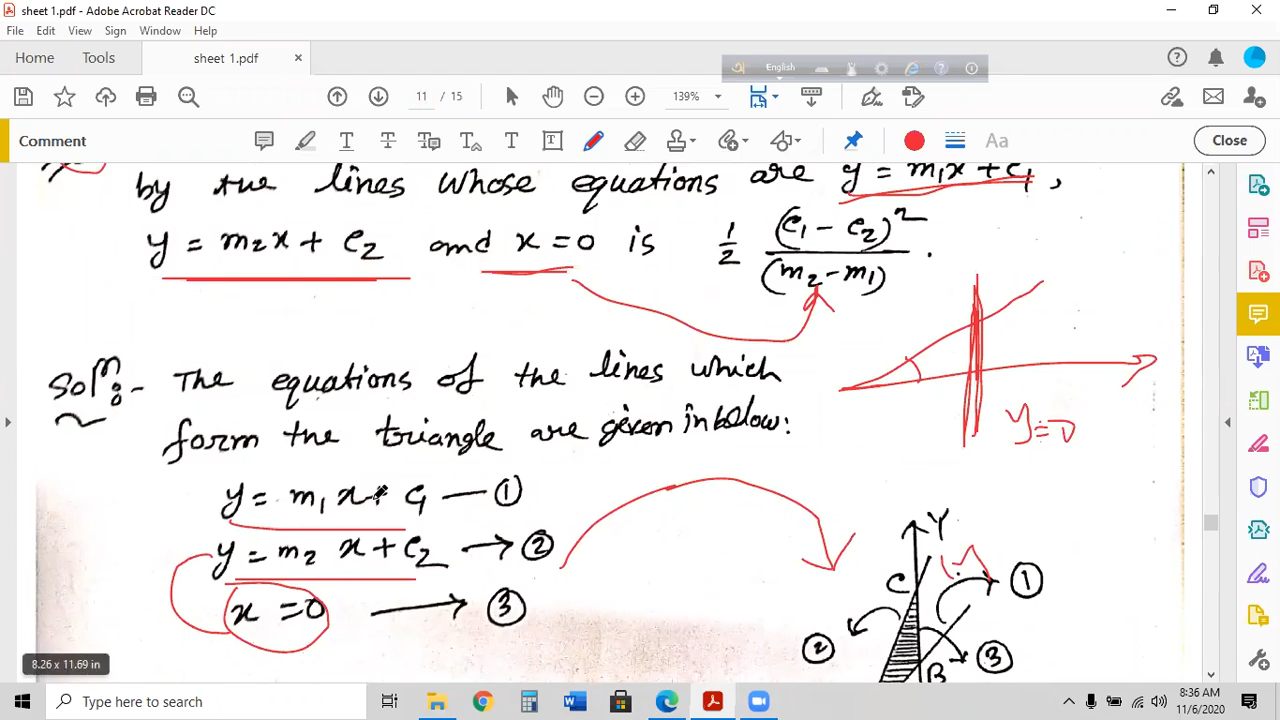 sheet 1.pdf - Adobe Acrobat Reader DC
File Edit View Sign Window Help
Home Tools sheet 1.pdf ×
অ English
11 / 15 139%
Comment Close
by the lines whose equations are y = m₁x + c₁,
y = m₂x + c₂ and x = 0 is 1/2 (c₁ - c₂)²/(m₂ - m₁).
y = 0
Solⁿ:- The equations of the lines which
form the triangle are given in below:
y = m₁x + c₁ — ①
y = m₂ x + c₂ → ②
x = 0 → ③
Y
C ①
② ③
B
8.26 x 11.69 in
Type here to search
8:36 AM
11/6/2020